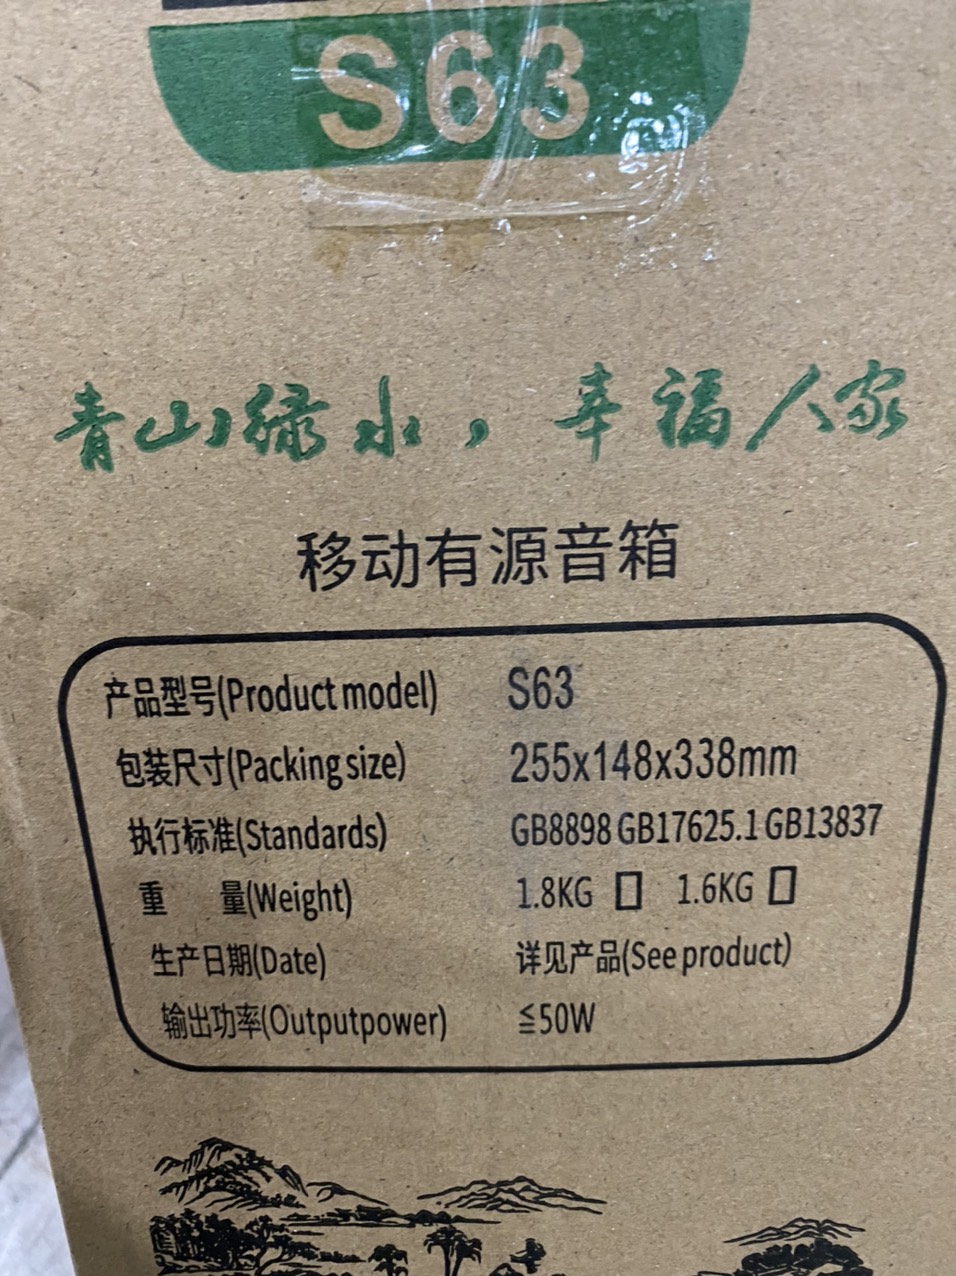 S63
青山绿水，幸福人家
移动有源音箱
产品型号(Product model) S63
包装尺寸(Packing size) 255x148x338mm
执行标准(Standards) GB8898 GB17625.1 GB13837
重 量(Weight) 1.8KG 1.6KG
生产日期(Date) 详见产品(See product)
输出功率(Outputpower) ≦50W